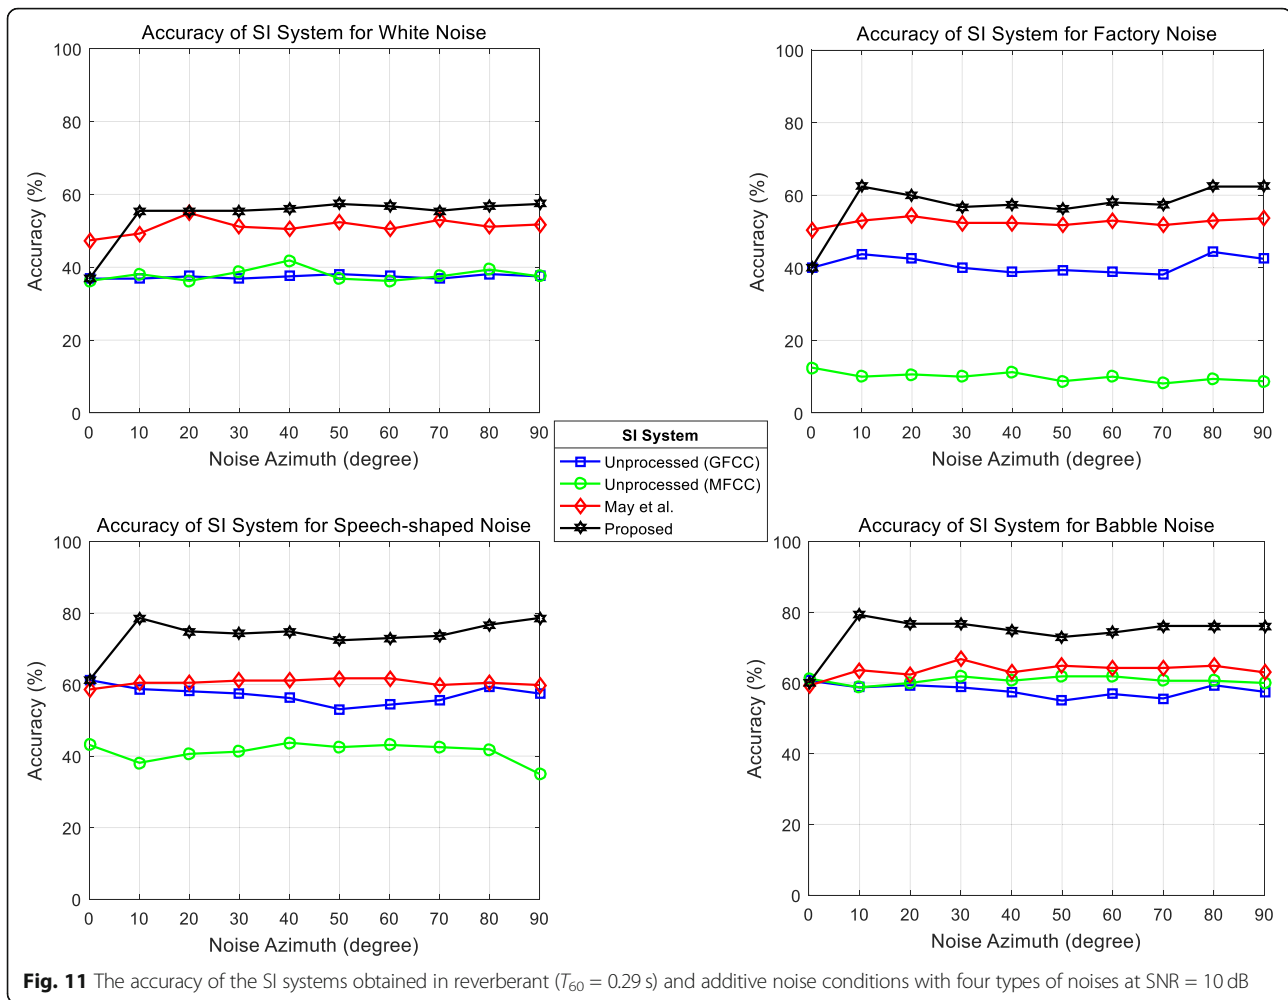 Accuracy of SI System for White Noise
100
80
60
40
20
0
Accuracy (%)
0 10 20 30 40 50 60 70 80 90
Noise Azimuth (degree)
Accuracy of SI System for Factory Noise
100
80
60
40
20
0
Accuracy (%)
0 10 20 30 40 50 60 70 80 90
Noise Azimuth (degree)
SI System
Unprocessed (GFCC)
Unprocessed (MFCC)
May et al.
Proposed
Accuracy of SI System for Speech-shaped Noise
100
80
60
40
20
0
Accuracy (%)
0 10 20 30 40 50 60 70 80 90
Noise Azimuth (degree)
Accuracy of SI System for Babble Noise
100
80
60
40
20
0
Accuracy (%)
0 10 20 30 40 50 60 70 80 90
Noise Azimuth (degree)
Fig. 11 The accuracy of the SI systems obtained in reverberant (T60 = 0.29 s) and additive noise conditions with four types of noises at SNR = 10 dB